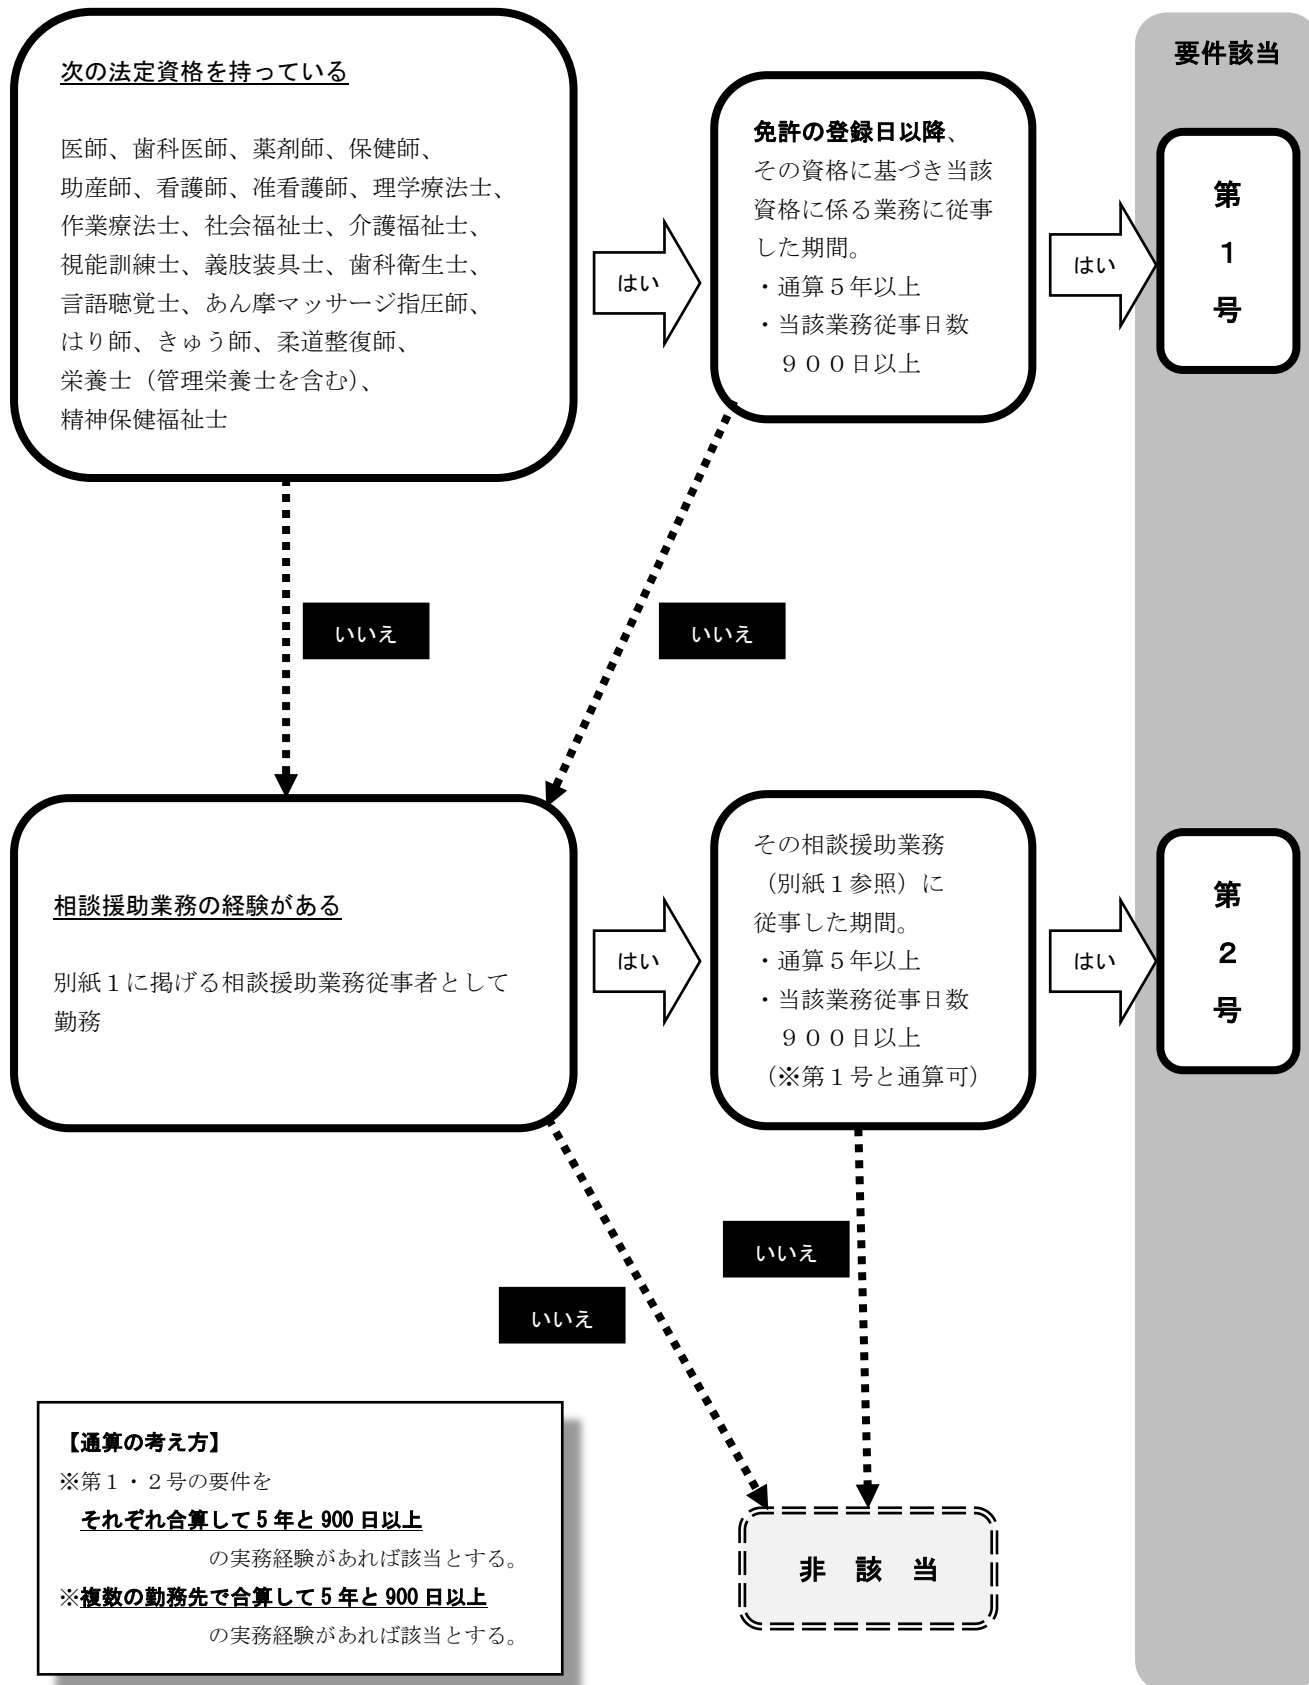 次の法定資格を持っている
医師、歯科医師、薬剤師、保健師、
助産師、看護師、准看護師、理学療法士、
作業療法士、社会福祉士、介護福祉士、
視能訓練士、義肢装具士、歯科衛生士、
言語聴覚士、あん摩マッサージ指圧師、
はり師、きゅう師、柔道整復師、
栄養士（管理栄養士を含む）、
精神保健福祉士
はい
免許の登録日以降、
その資格に基づき当該
資格に係る業務に従事
した期間。
・通算５年以上
・当該業務従事日数
９００日以上
はい
要件該当
第
１
号
いいえ
いいえ
相談援助業務の経験がある
別紙１に掲げる相談援助業務従事者として
勤務
はい
その相談援助業務
（別紙１参照）に
従事した期間。
・通算５年以上
・当該業務従事日数
９００日以上
（※第１号と通算可）
はい
第
２
号
いいえ
いいえ
【通算の考え方】
※第１・２号の要件を
それぞれ合算して５年と900日以上
の実務経験があれば該当とする。
※複数の勤務先で合算して５年と900日以上
の実務経験があれば該当とする。
非　該　当